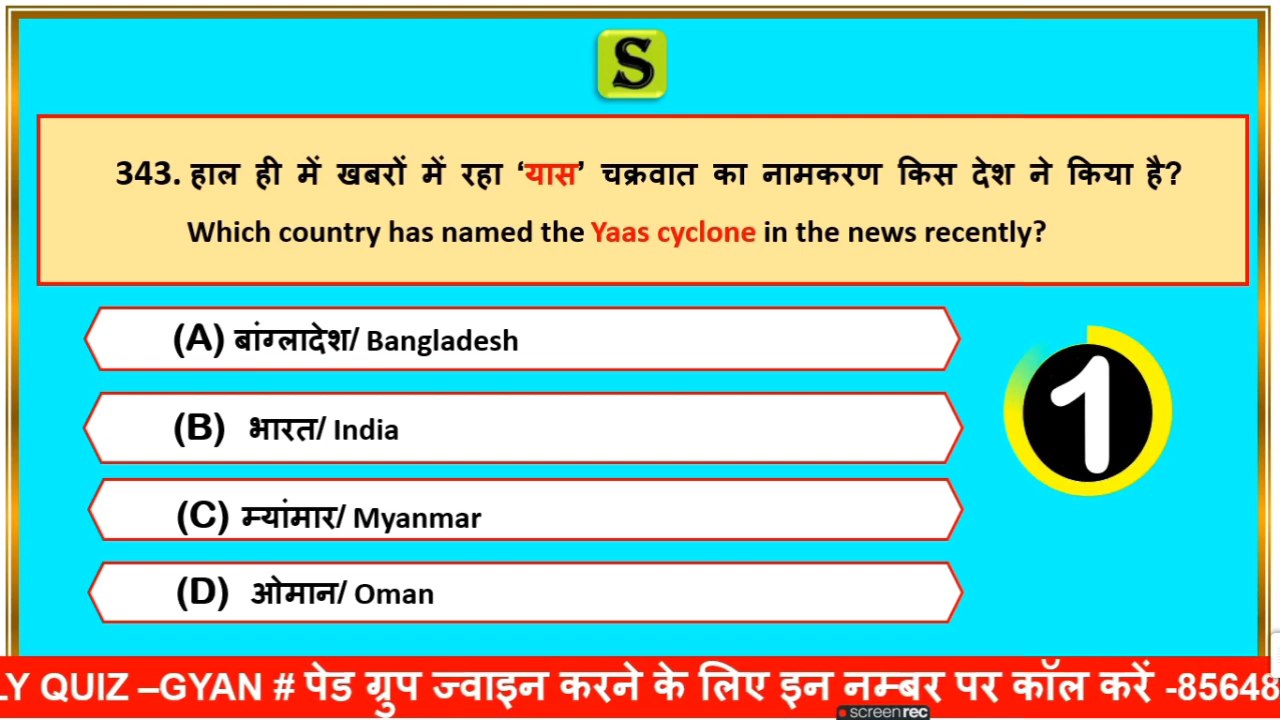 S
343. हाल ही में खबरों में रहा ‘यास’ चक्रवात का नामकरण किस देश ने किया है?
Which country has named the Yaas cyclone in the news recently?
(A) बांग्लादेश/ Bangladesh
(B) भारत/ India
1
(C) म्यांमार/ Myanmar
(D) ओमान/ Oman
LY QUIZ –GYAN # पेड ग्रुप ज्वाइन करने के लिए इन नम्बर पर कॉल करें -85648
screenrec